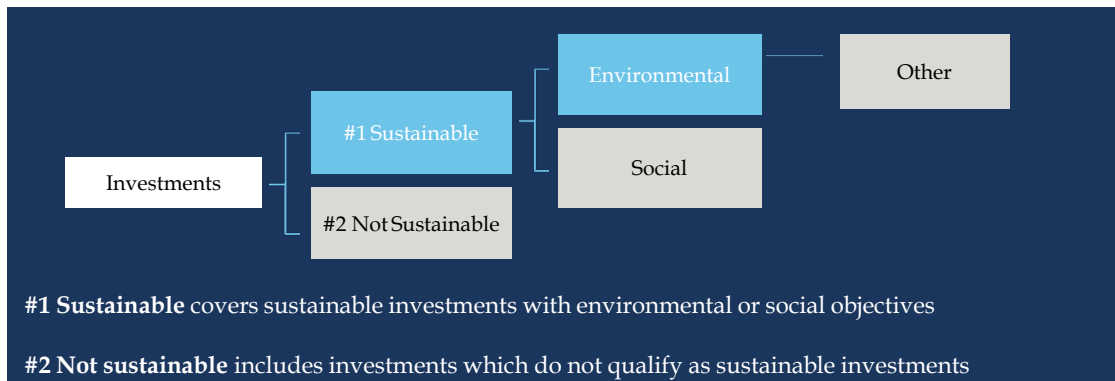 Investments
#1 Sustainable
#2 Not Sustainable
Environmental
Social
Other
#1 Sustainable covers sustainable investments with environmental or social objectives
#2 Not sustainable includes investments which do not qualify as sustainable investments